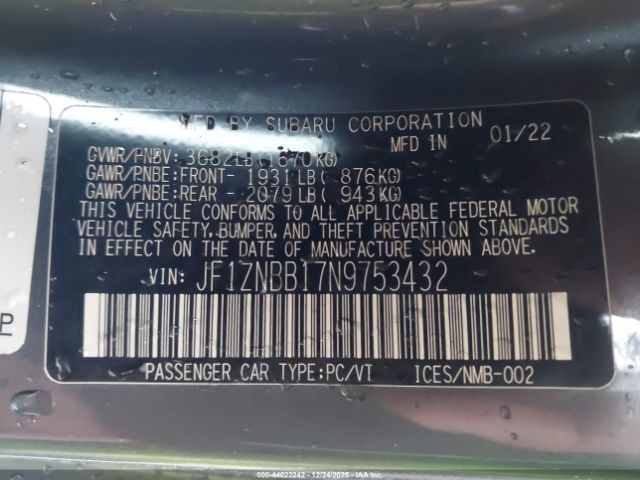 MFD BY SUBARU CORPORATION
MFD IN 01/22
GVWR/PNBV: 3682LB( 670KG)
GAWR/PNBE:FRONT- 1931LB( 876KG)
GAWR/PNBE:REAR - 2079LB( 943KG)
THIS VEHICLE CONFORMS TO ALL APPLICABLE FEDERAL MOTOR
VEHICLE SAFETY, BUMPER, AND THEFT PREVENTION STANDARDS
IN EFFECT ON THE DATE OF MANUFACTURE SHOWN ABOVE.
VIN: JF1ZNBB17N9753432
PASSENGER CAR TYPE:PC/VT ICES/NMB-002
P
000-44022242 - 12/24/2025 - IAAI.COM